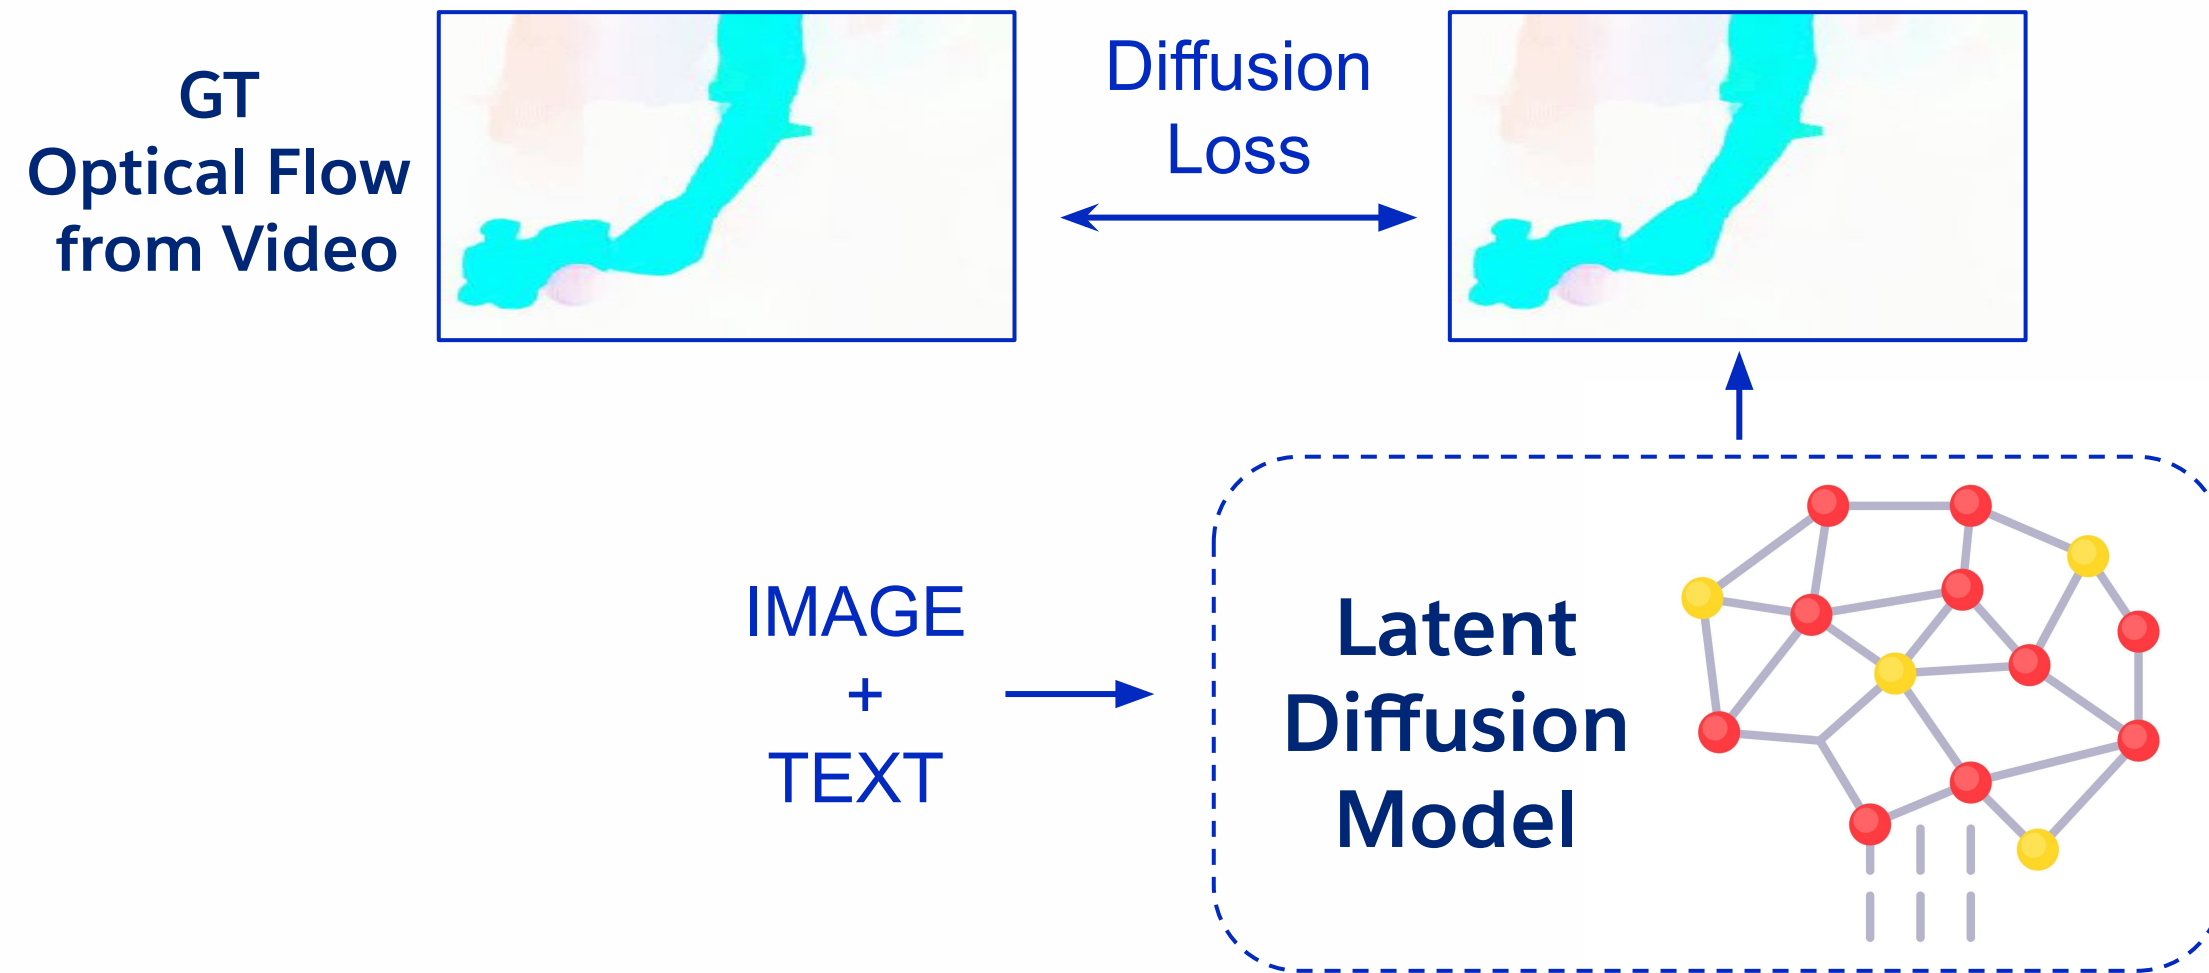 GT
Optical Flow
from Video
Diffusion
Loss
IMAGE
+
TEXT
Latent
Diffusion
Model